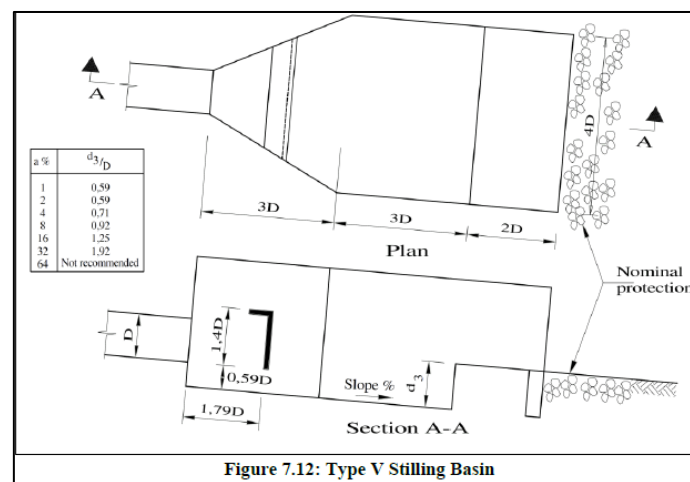 A
A
4D
a % d3/D
1 0,59
2 0,59
4 0,71
8 0,92
16 1,25
32 1,92
64 Not recommended
3D
3D
2D
Plan
Nominal
protection
D
1,4D
0,59D
Slope %
d3
1,79D
Section A-A
Figure 7.12: Type V Stilling Basin